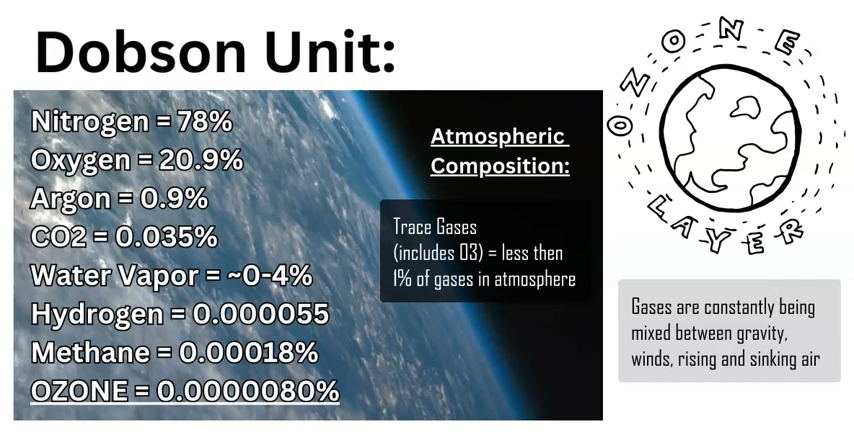 Dobson Unit:
Nitrogen = 78%
Oxygen = 20.9%
Argon = 0.9%
CO2 = 0.035%
Water Vapor = ~0-4%
Hydrogen = 0.000055
Methane = 0.00018%
OZONE = 0.0000080%
Atmospheric
Composition:
Trace Gases
(includes O3) = less then
1% of gases in atmosphere
OZONE
LAYER
Gases are constantly being
mixed between gravity,
winds, rising and sinking air